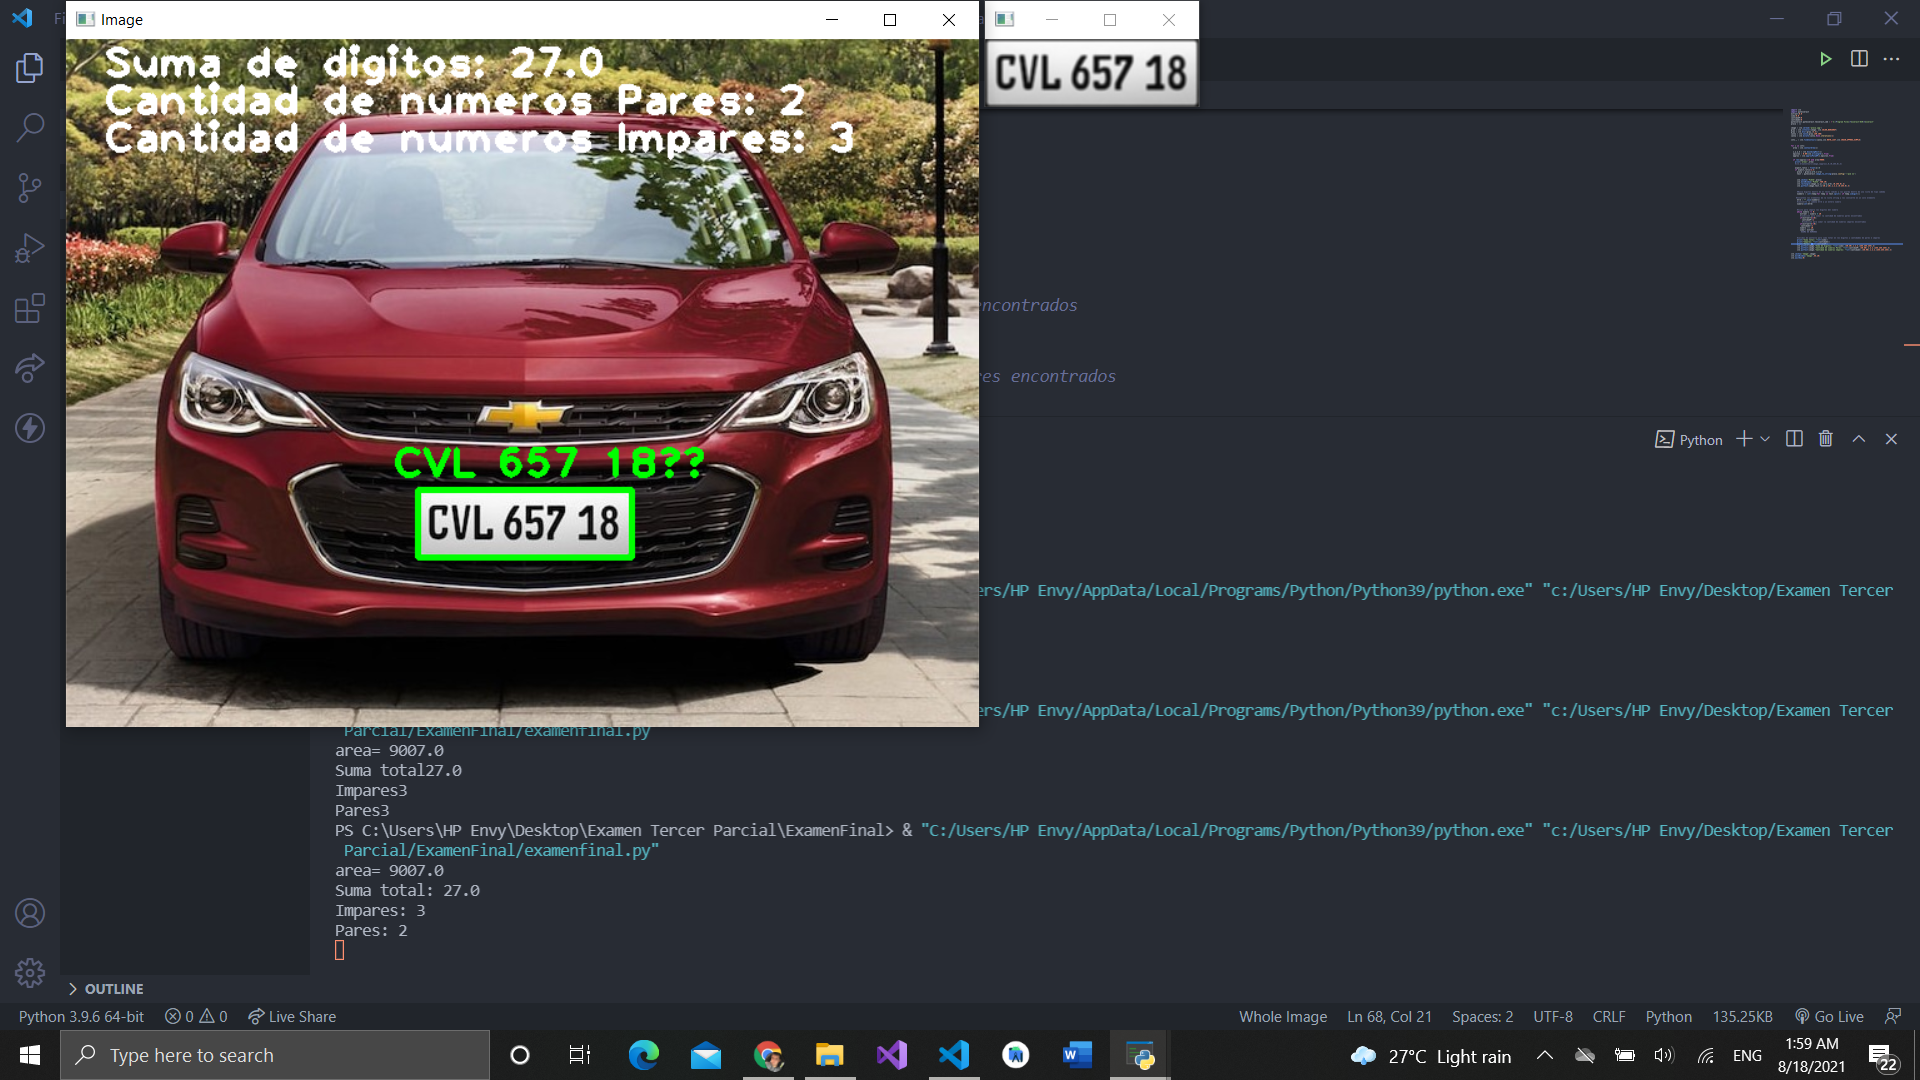 Fi
Image
Suma de digitos: 27.0
Cantidad de numeros Pares: 2
Cantidad de numeros Impares: 3
CVL 657 18
CVL 657 18??
CVL 657 18
encontrados
res encontrados
Python
ers/HP Envy/AppData/Local/Programs/Python/Python39/python.exe" "c:/Users/HP Envy/Desktop/Examen Tercer
ers/HP Envy/AppData/Local/Programs/Python/Python39/python.exe" "c:/Users/HP Envy/Desktop/Examen Tercer
Parcial/ExamenFinal/examenfinal.py
area= 9007.0
Suma total27.0
Impares3
Pares3
PS C:\Users\HP Envy\Desktop\Examen Tercer Parcial\ExamenFinal> & "C:/Users/HP Envy/AppData/Local/Programs/Python/Python39/python.exe" "c:/Users/HP Envy/Desktop/Examen Tercer
Parcial/ExamenFinal/examenfinal.py"
area= 9007.0
Suma total: 27.0
Impares: 3
Pares: 2
OUTLINE
Python 3.9.6 64-bit 0 0 Live Share Whole Image Ln 68, Col 21 Spaces: 2 UTF-8 CRLF Python 135.25KB Go Live
Type here to search 27°C Light rain ENG 1:59 AM
8/18/2021 22